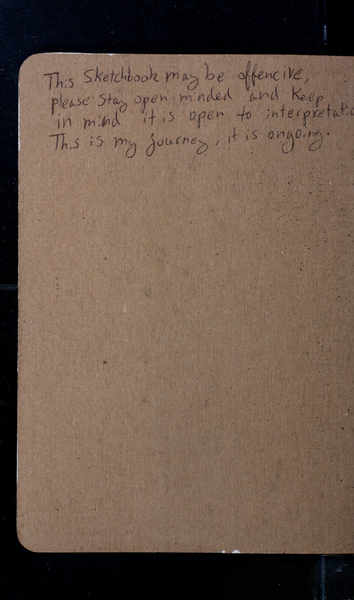 This Sketchbook may be offencive,
please stay open minded and keep
in mind it is open to interpretatio
This is my journey, it is ongoing.